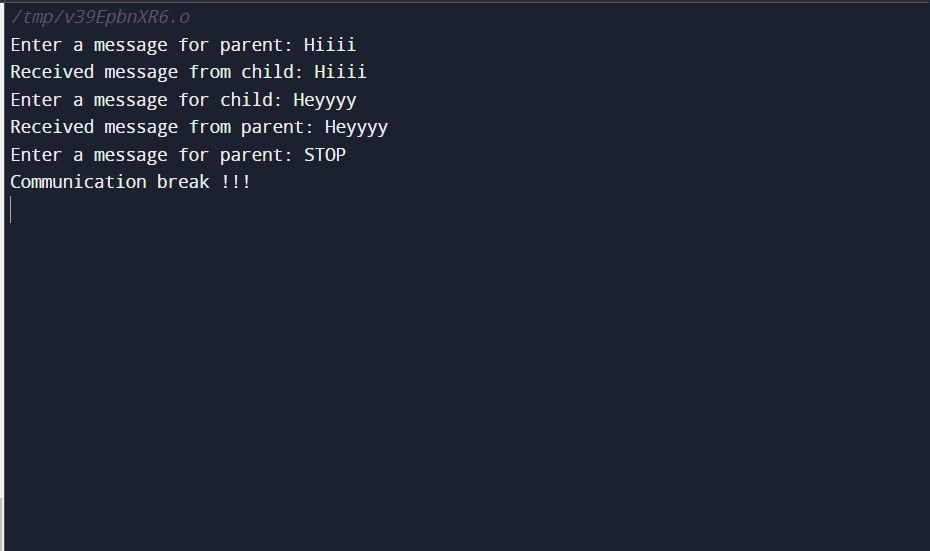 /tmp/v39EpbnXR6.o
Enter a message for parent: Hiiii
Received message from child: Hiiii
Enter a message for child: Heyyyy
Received message from parent: Heyyyy
Enter a message for parent: STOP
Communication break !!!